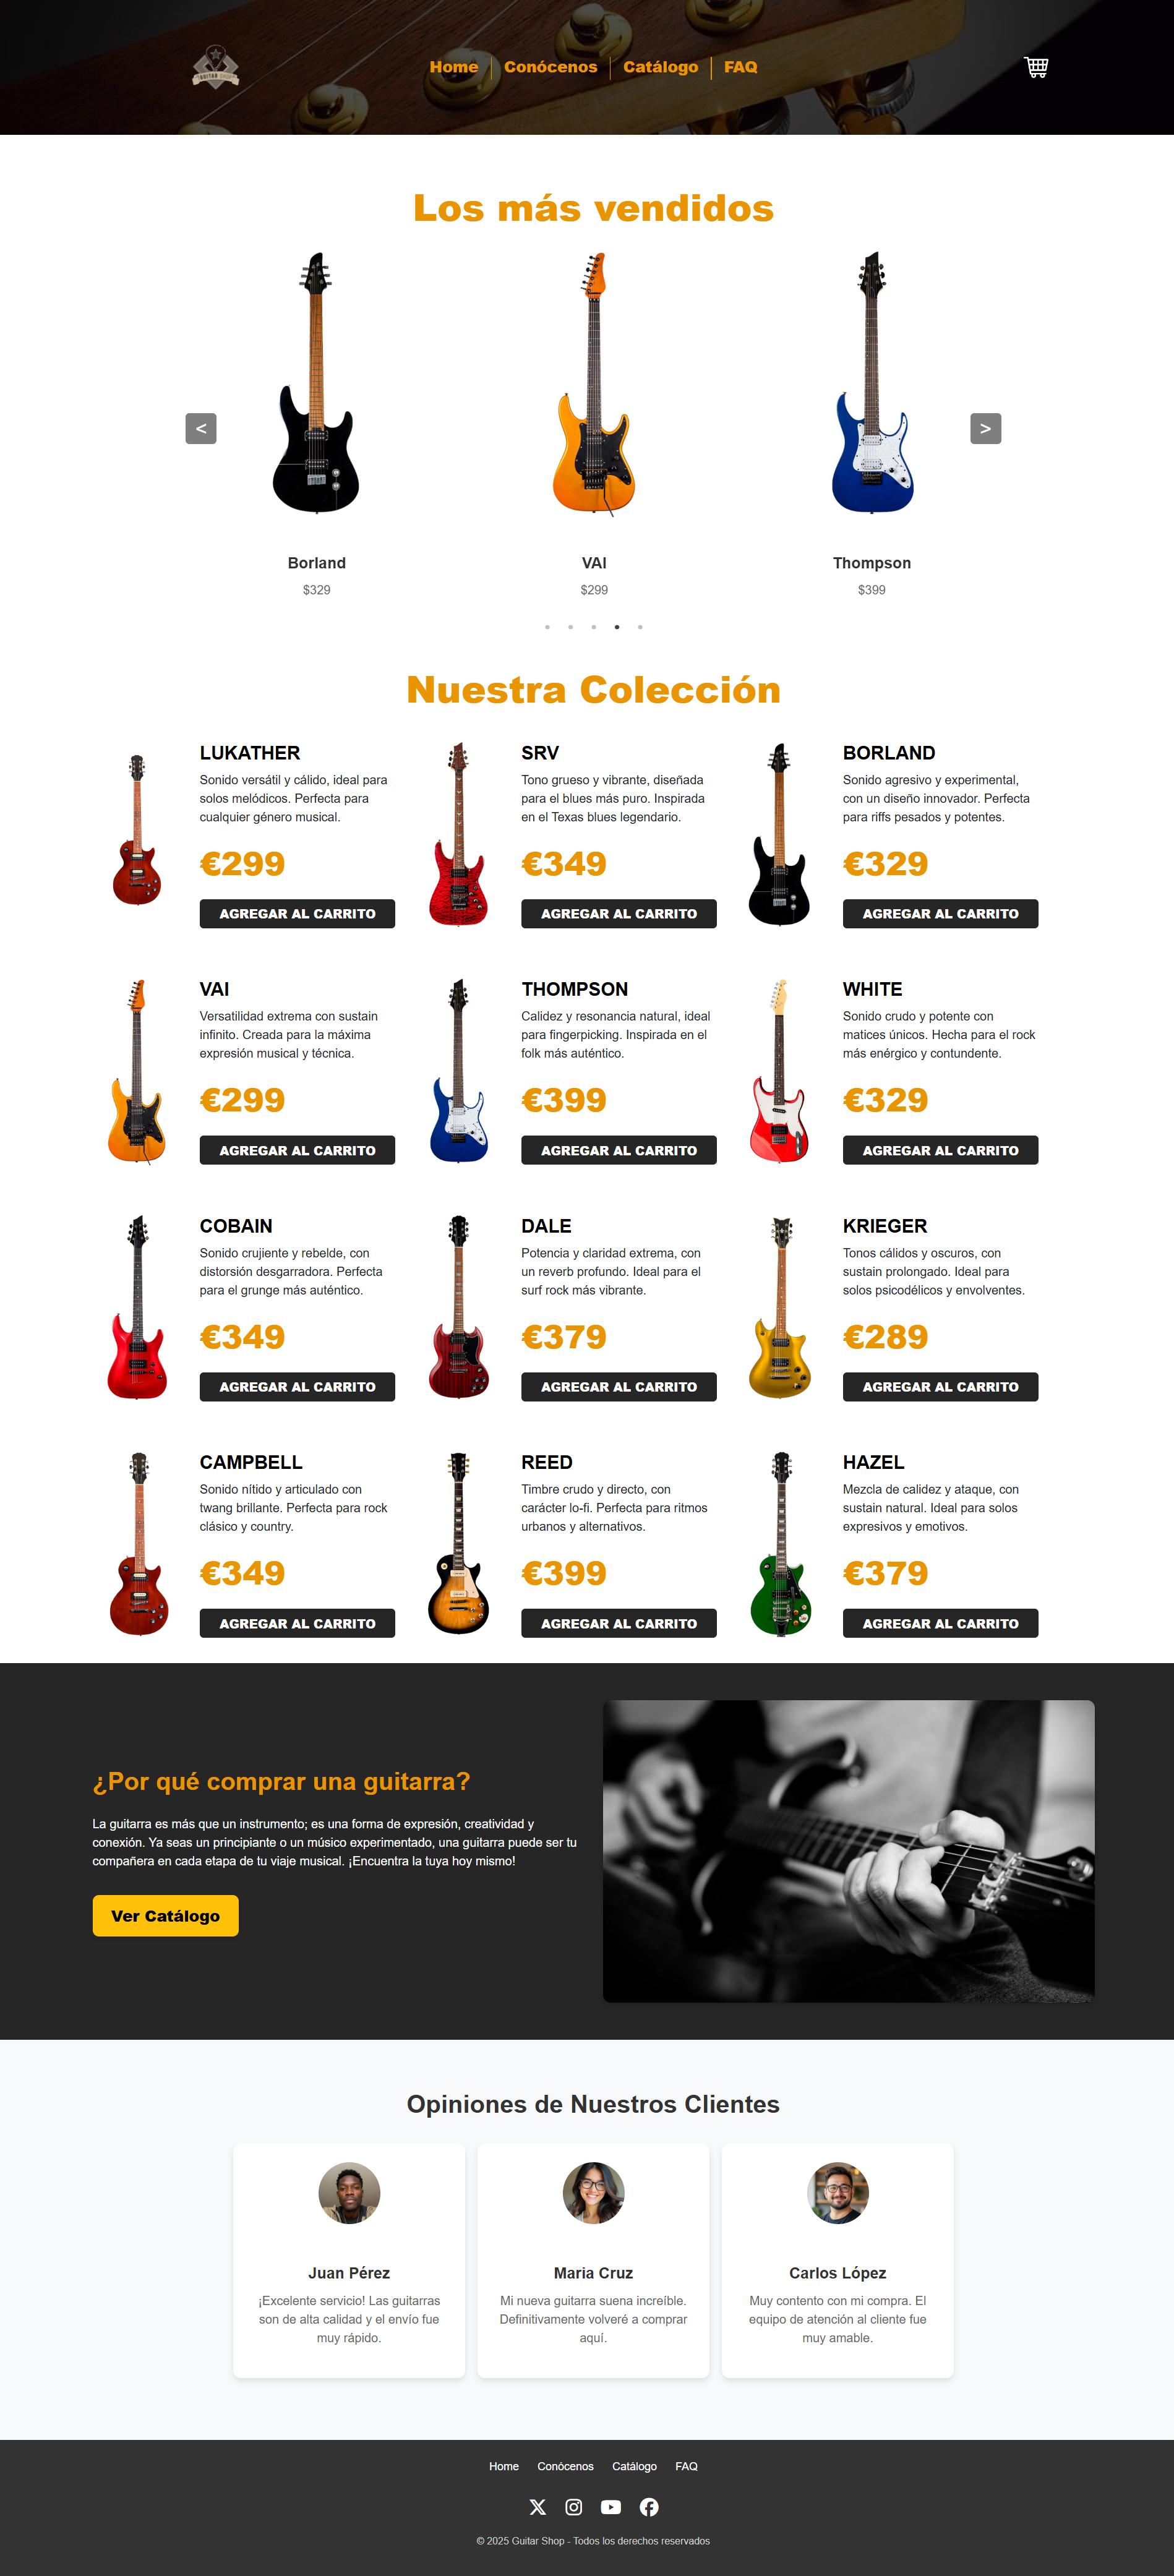 GUITAR SHOP
Home
Conócenos
Catálogo
FAQ
Los más vendidos
<
>
Borland
$329
VAI
$299
Thompson
$399
Nuestra Colección
LUKATHER
Sonido versátil y cálido, ideal para
solos melódicos. Perfecta para
cualquier género musical.
€299
AGREGAR AL CARRITO
SRV
Tono grueso y vibrante, diseñada
para el blues más puro. Inspirada
en el Texas blues legendario.
€349
AGREGAR AL CARRITO
BORLAND
Sonido agresivo y experimental,
con un diseño innovador. Perfecta
para riffs pesados y potentes.
€329
AGREGAR AL CARRITO
VAI
Versatilidad extrema con sustain
infinito. Creada para la máxima
expresión musical y técnica.
€299
AGREGAR AL CARRITO
THOMPSON
Calidez y resonancia natural, ideal
para fingerpicking. Inspirada en el
folk más auténtico.
€399
AGREGAR AL CARRITO
WHITE
Sonido crudo y potente con
matices únicos. Hecha para el rock
más enérgico y contundente.
€329
AGREGAR AL CARRITO
COBAIN
Sonido crujiente y rebelde, con
distorsión desgarradora. Perfecta
para el grunge más auténtico.
€349
AGREGAR AL CARRITO
DALE
Potencia y claridad extrema, con
un reverb profundo. Ideal para el
surf rock más vibrante.
€379
AGREGAR AL CARRITO
KRIEGER
Tonos cálidos y oscuros, con
sustain prolongado. Ideal para
solos psicodélicos y envolventes.
€289
AGREGAR AL CARRITO
CAMPBELL
Sonido nítido y articulado con
twang brillante. Perfecta para rock
clásico y country.
€349
AGREGAR AL CARRITO
REED
Timbre crudo y directo, con
carácter lo-fi. Perfecta para ritmos
urbanos y alternativos.
€399
AGREGAR AL CARRITO
HAZEL
Mezcla de calidez y ataque, con
sustain natural. Ideal para solos
expresivos y emotivos.
€379
AGREGAR AL CARRITO
¿Por qué comprar una guitarra?
La guitarra es más que un instrumento; es una forma de expresión, creatividad y
conexión. Ya seas un principiante o un músico experimentado, una guitarra puede ser tu
compañera en cada etapa de tu viaje musical. ¡Encuentra la tuya hoy mismo!
Ver Catálogo
Opiniones de Nuestros Clientes
Juan Pérez
¡Excelente servicio! Las guitarras
son de alta calidad y el envío fue
muy rápido.
Maria Cruz
Mi nueva guitarra suena increíble.
Definitivamente volveré a comprar
aquí.
Carlos López
Muy contento con mi compra. El
equipo de atención al cliente fue
muy amable.
Home
Conócenos
Catálogo
FAQ
© 2025 Guitar Shop - Todos los derechos reservados